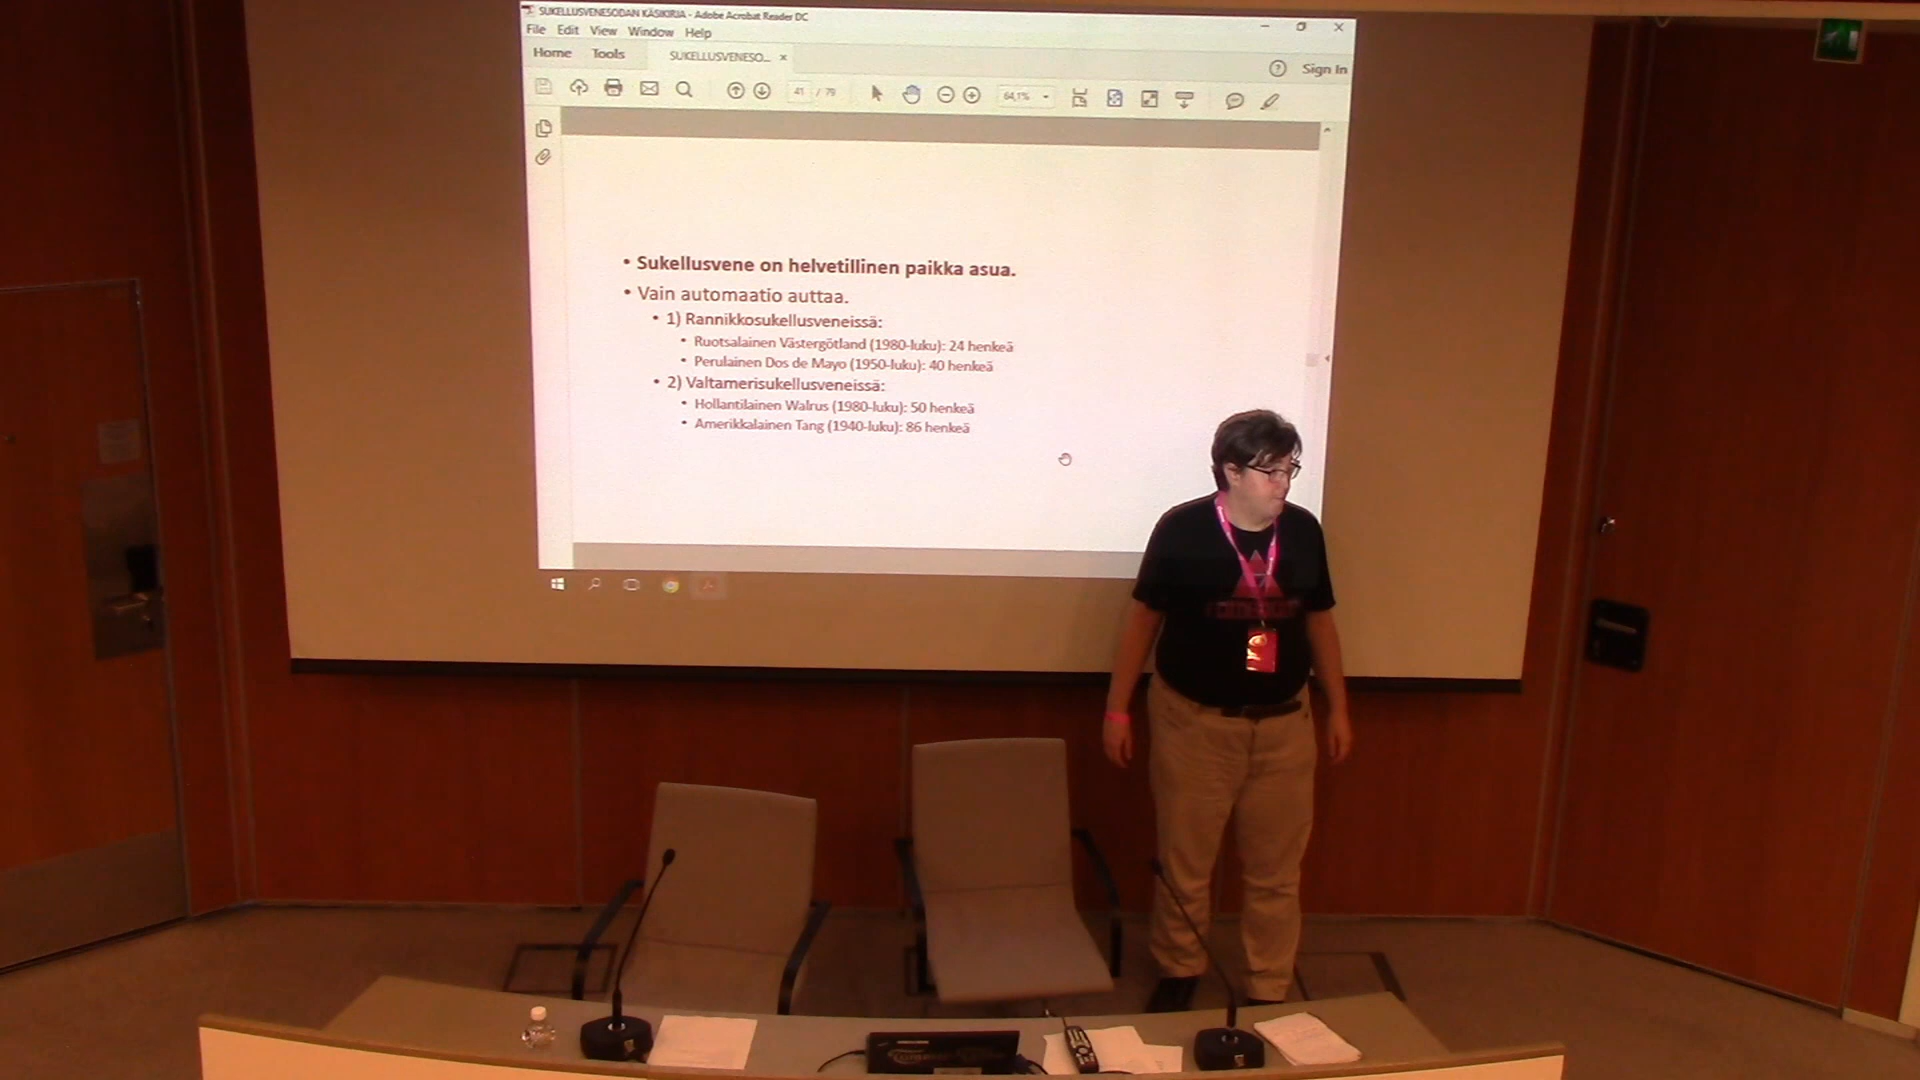 SUKELLUSVENESODAN KÄSIKIRJA - Adobe Acrobat Reader DC
File Edit View Window Help
Home Tools SUKELLUSVENESO... ×
Sign In
41 / 79 64,1%
• Sukellusvene on helvetillinen paikka asua.
• Vain automaatio auttaa.
• 1) Rannikkosukellusveneissä:
• Ruotsalainen Västergötland (1980-luku): 24 henkeä
• Perulainen Dos de Mayo (1950-luku): 40 henkeä
• 2) Valtamerisukellusveneissä:
• Hollantilainen Walrus (1980-luku): 50 henkeä
• Amerikkalainen Tang (1940-luku): 86 henkeä